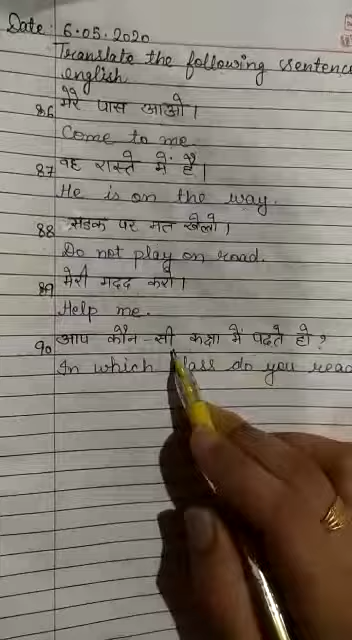 Date: 6.05.2020
Translate the following sentence
english
86 मेरे पास आओ।
Come to me.
87 वह रास्ते में है।
He is on the way.
88 सड़क पर मत खेलो।
Do not play on road.
89 मेरी मदद करो।
Help me.
90 आप कौन-सी कक्षा में पढ़ते हो?
In which class do you read